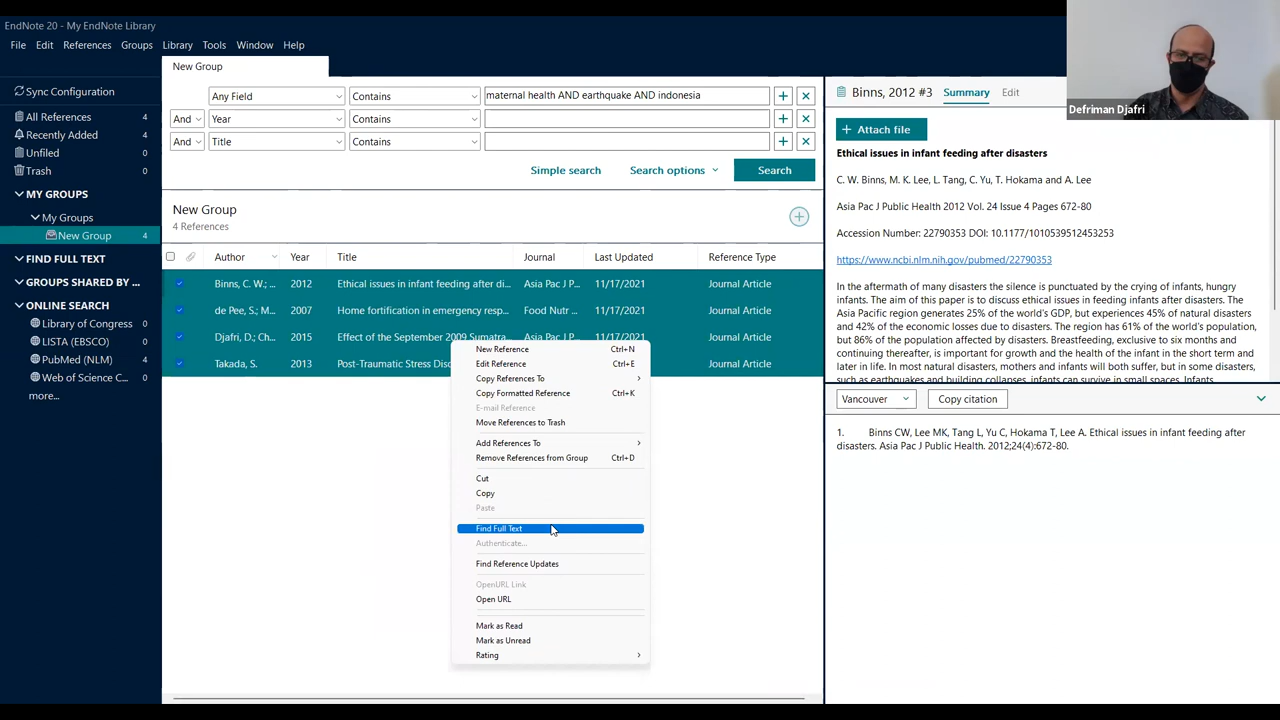 EndNote 20 - My EndNote Library
File Edit References Groups Library Tools Window Help
Sync Configuration
All References 4
Recently Added 4
Unfiled 0
Trash 0
MY GROUPS
My Groups
New Group 4
FIND FULL TEXT
GROUPS SHARED BY ...
ONLINE SEARCH
Library of Congress 0
LISTA (EBSCO) 0
PubMed (NLM) 4
Web of Science C... 0
more...
New Group
Any Field Contains maternal health AND earthquake AND indonesia
And Year Contains
And Title Contains
Simple search Search options Search
New Group
4 References
Author Year Title Journal Last Updated Reference Type
Binns, C. W.; ... 2012 Ethical issues in infant feeding after di... Asia Pac J P... 11/17/2021 Journal Article
de Pee, S.; M... 2007 Home fortification in emergency resp... Food Nutr ... 11/17/2021 Journal Article
Djafri, D.; Ch... 2015 Effect of the September 2009 Sumatra... Asia Pac J P... 11/17/2021 Journal Article
Takada, S. 2013 Post-Traumatic Stress Diso Journal Article
New Reference Ctrl+N
Edit Reference Ctrl+E
Copy References To
Copy Formatted Reference Ctrl+K
E-mail Reference
Move References to Trash
Add References To
Remove References from Group Ctrl+D
Cut
Copy
Paste
Find Full Text
Authenticate...
Find Reference Updates
OpenURL Link
Open URL
Mark as Read
Mark as Unread
Rating
Binns, 2012 #3 Summary Edit
Defriman Djafri
Attach file
Ethical issues in infant feeding after disasters
C. W. Binns, M. K. Lee, L. Tang, C. Yu, T. Hokama and A. Lee
Asia Pac J Public Health 2012 Vol. 24 Issue 4 Pages 672-80
Accession Number: 22790353 DOI: 10.1177/1010539512453253
https://www.ncbi.nlm.nih.gov/pubmed/22790353
In the aftermath of many disasters the silence is punctuated by the crying of infants, hungry
infants. The aim of this paper is to discuss ethical issues in feeding infants after disasters. The
Asia Pacific region generates 25% of the world's GDP, but experiences 45% of natural disasters
and 42% of the economic losses due to disasters. The region has 61% of the world's population,
but 86% of the population affected by disasters. Breastfeeding, exclusive to six months and
continuing thereafter, is important for growth and the health of the infant in the short term and
later in life. In most natural disasters, mothers and infants will both suffer, but in some disasters,
such as earthquakes and building collapses, infants can survive in small spaces. Infants
Vancouver Copy citation
1. Binns CW, Lee MK, Tang L, Yu C, Hokama T, Lee A. Ethical issues in infant feeding after
disasters. Asia Pac J Public Health. 2012;24(4):672-80.